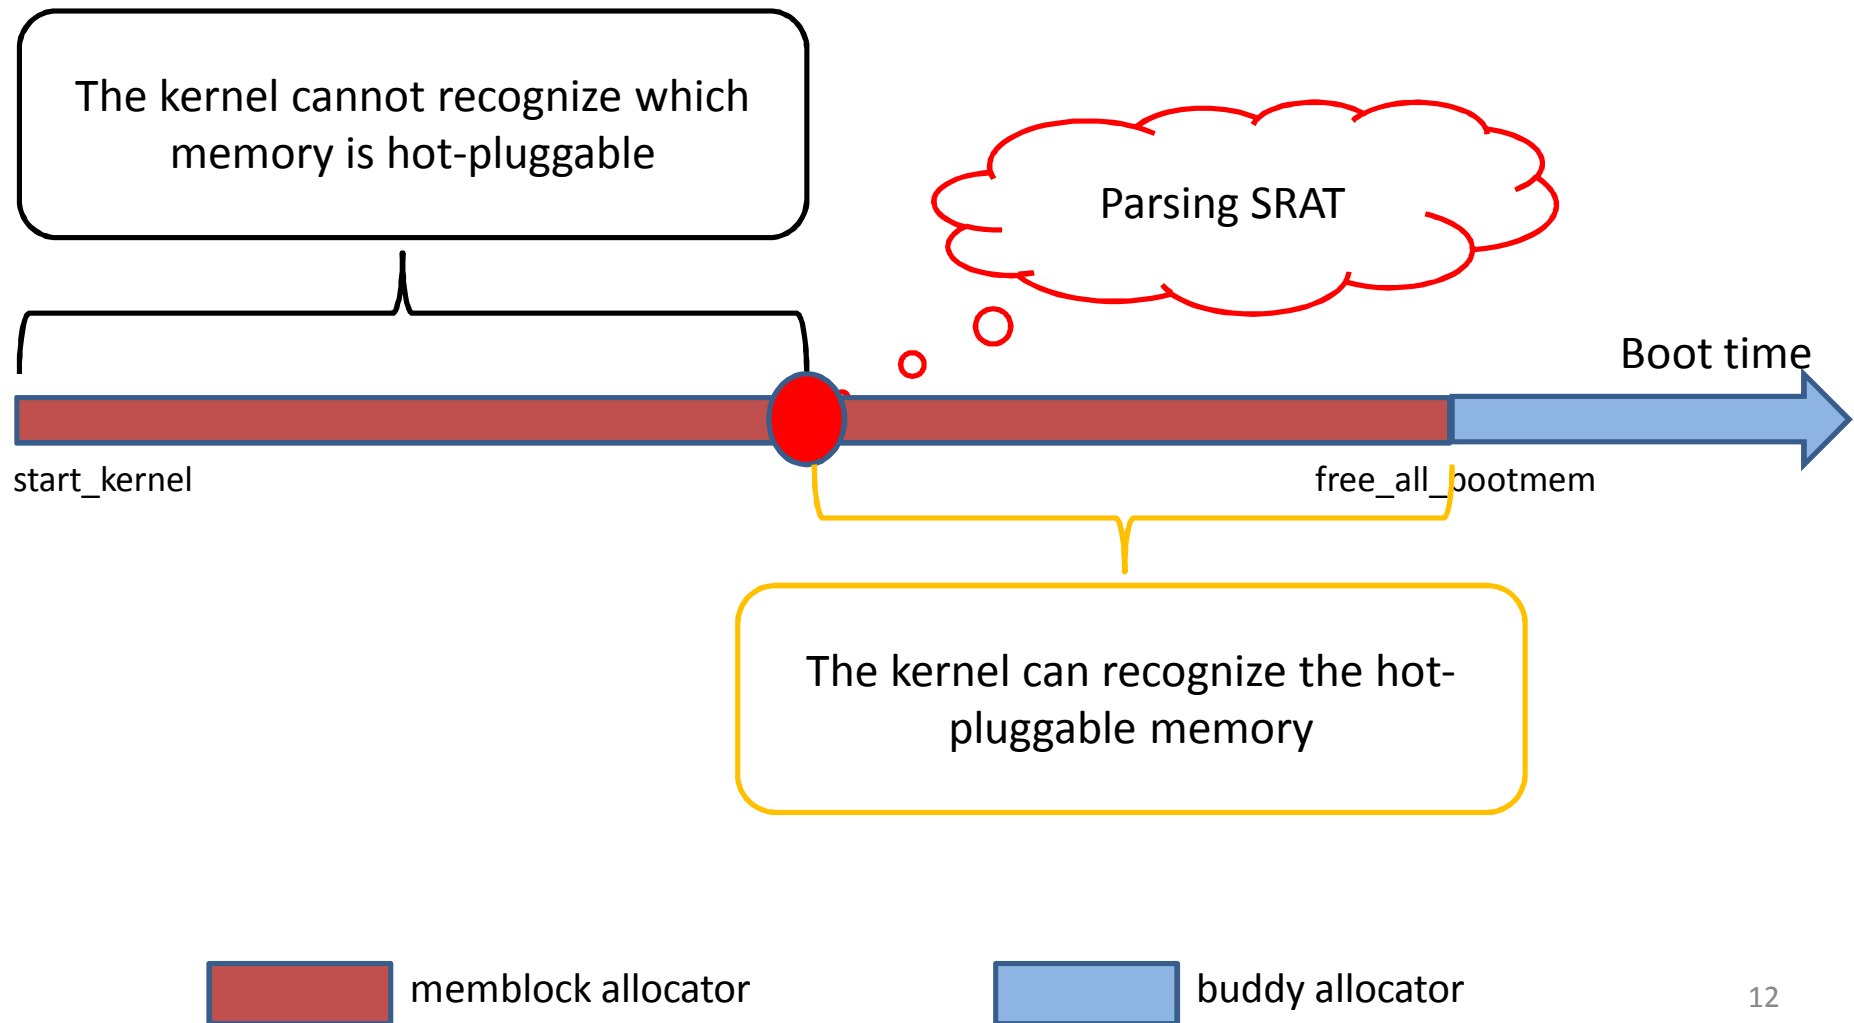 The kernel cannot recognize which
memory is hot-pluggable
Parsing SRAT
Boot time
start_kernel
free_all_bootmem
The kernel can recognize the hot-
pluggable memory
memblock allocator
buddy allocator
12